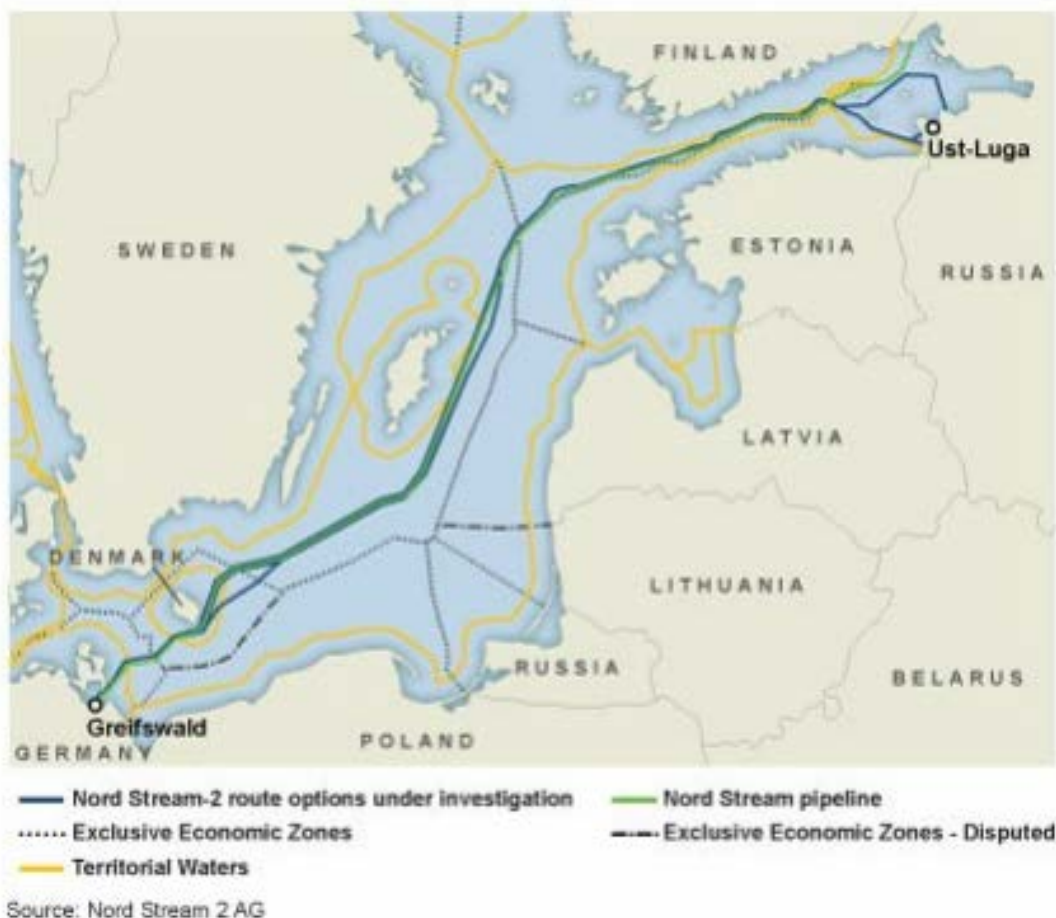 FINLAND
Ust-Luga
SWEDEN
ESTONIA
RUSSIA
LATVIA
DENMARK
LITHUANIA
RUSSIA
BELARUS
Greifswald
POLAND
GERMANY
Nord Stream-2 route options under investigation
Nord Stream pipeline
Exclusive Economic Zones
Exclusive Economic Zones - Disputed
Territorial Waters
Source: Nord Stream 2 AG